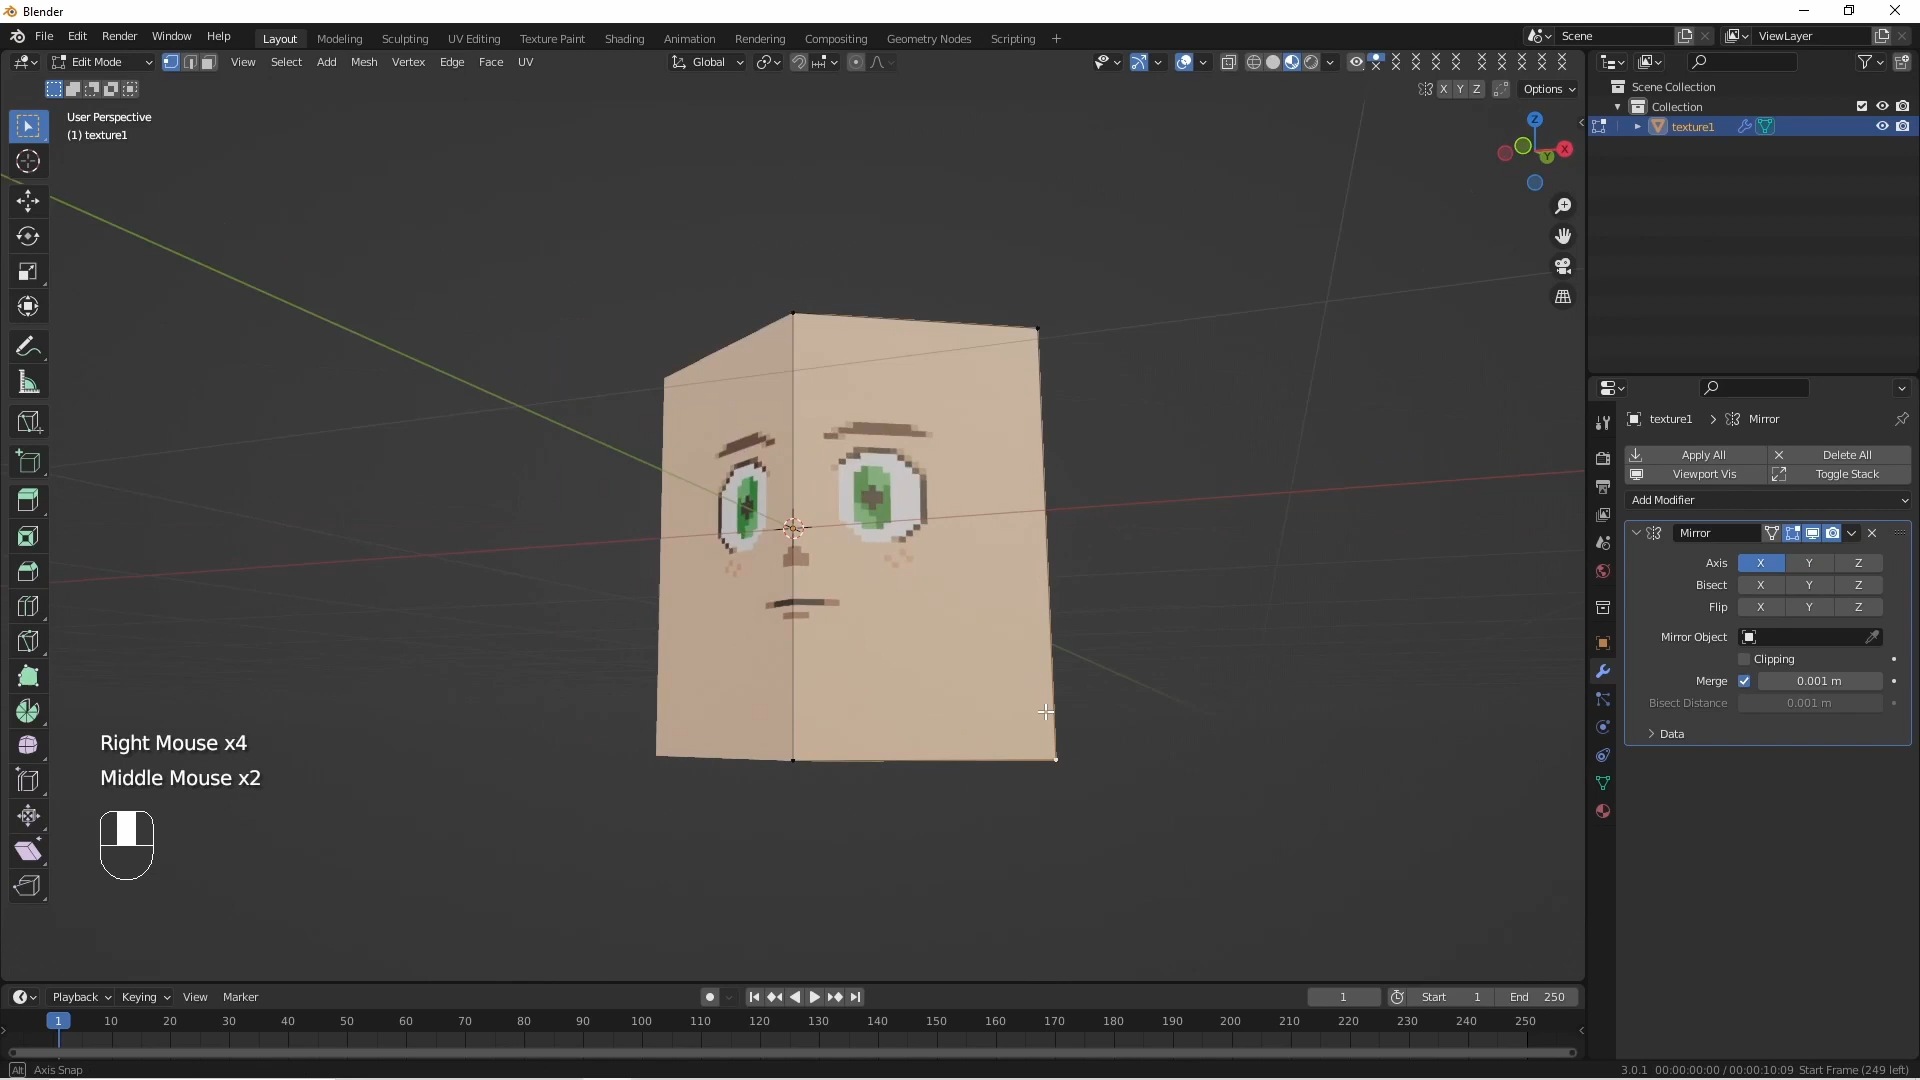 Blender
File Edit Render Window Help
Layout Modeling Sculpting UV Editing Texture Paint Shading Animation Rendering Compositing Geometry Nodes Scripting +
Scene
ViewLayer
Edit Mode
View Select Add Mesh Vertex Edge Face UV
Global
X Y Z
Options
User Perspective
(1) texture1
Z
X
Y
Scene Collection
Collection
texture1
texture1 > Mirror
Apply All
Delete All
Viewport Vis
Toggle Stack
Add Modifier
Mirror
Axis X Y Z
Bisect X Y Z
Flip X Y Z
Mirror Object
Clipping
Merge 0.001 m
Bisect Distance 0.001 m
Data
Right Mouse x4
Middle Mouse x2
Playback Keying View Marker
1
Start 1
End 250
1 10 20 30 40 50 60 70 80 90 100 110 120 130 140 150 160 170 180 190 200 210 220 230 240 250
Alt Axis Snap
3.0.1 00:00:00:00 / 00:00:10:09 Start Frame (249 left)